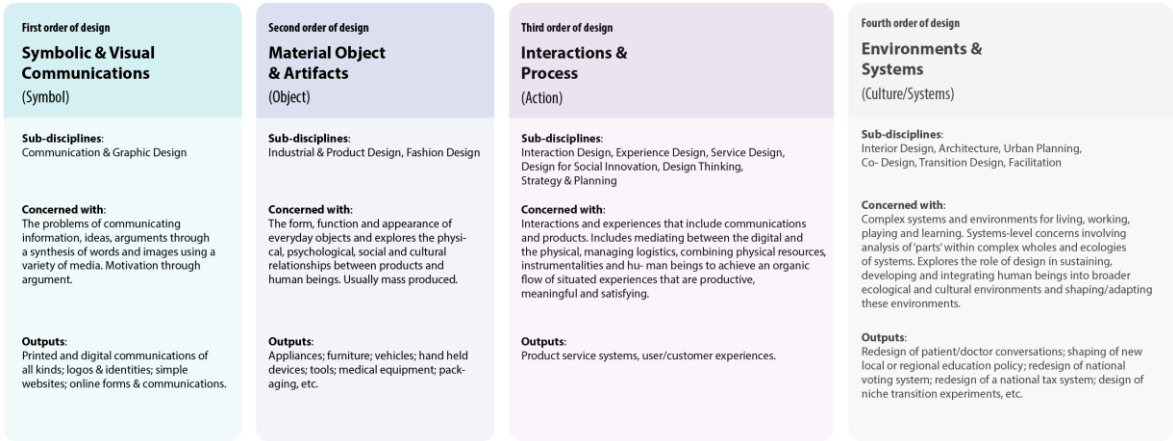 First order of design
Symbolic & Visual
Communications
(Symbol)
Sub-disciplines:
Communication & Graphic Design
Concerned with:
The problems of communicating
information, ideas, arguments through
a synthesis of words and images using a
variety of media. Motivation through
argument.
Outputs:
Printed and digital communications of
all kinds; logos & identities; simple
websites; online forms & communications.
Second order of design
Material Object
& Artifacts
(Object)
Sub-disciplines:
Industrial & Product Design, Fashion Design
Concerned with:
The form, function and appearance of
everyday objects and explores the physi-
cal, psychological, social and cultural
relationships between products and
human beings. Usually mass produced.
Outputs:
Appliances; furniture; vehicles; hand held
devices; tools; medical equipment; pack-
aging, etc.
Third order of design
Interactions &
Process
(Action)
Sub-disciplines:
Interaction Design, Experience Design, Service Design,
Design for Social Innovation, Design Thinking,
Strategy & Planning
Concerned with:
Interactions and experiences that include communications
and products. Includes mediating between the digital and
the physical, managing logistics, combining physical resources,
instrumentalities and hu- man beings to achieve an organic
flow of situated experiences that are productive,
meaningful and satisfying.
Outputs:
Product service systems, user/customer experiences.
Fourth order of design
Environments &
Systems
(Culture/Systems)
Sub-disciplines:
Interior Design, Architecture, Urban Planning,
Co- Design, Transition Design, Facilitation
Concerned with:
Complex systems and environments for living, working,
playing and learning. Systems-level concerns involving
analysis of 'parts' within complex wholes and ecologies
of systems. Explores the role of design in sustaining,
developing and integrating human beings into broader
ecological and cultural environments and shaping/adapting
these environments.
Outputs:
Redesign of patient/doctor conversations; shaping of new
local or regional education policy; redesign of national
voting system; redesign of a national tax system; design of
niche transition experiments, etc.